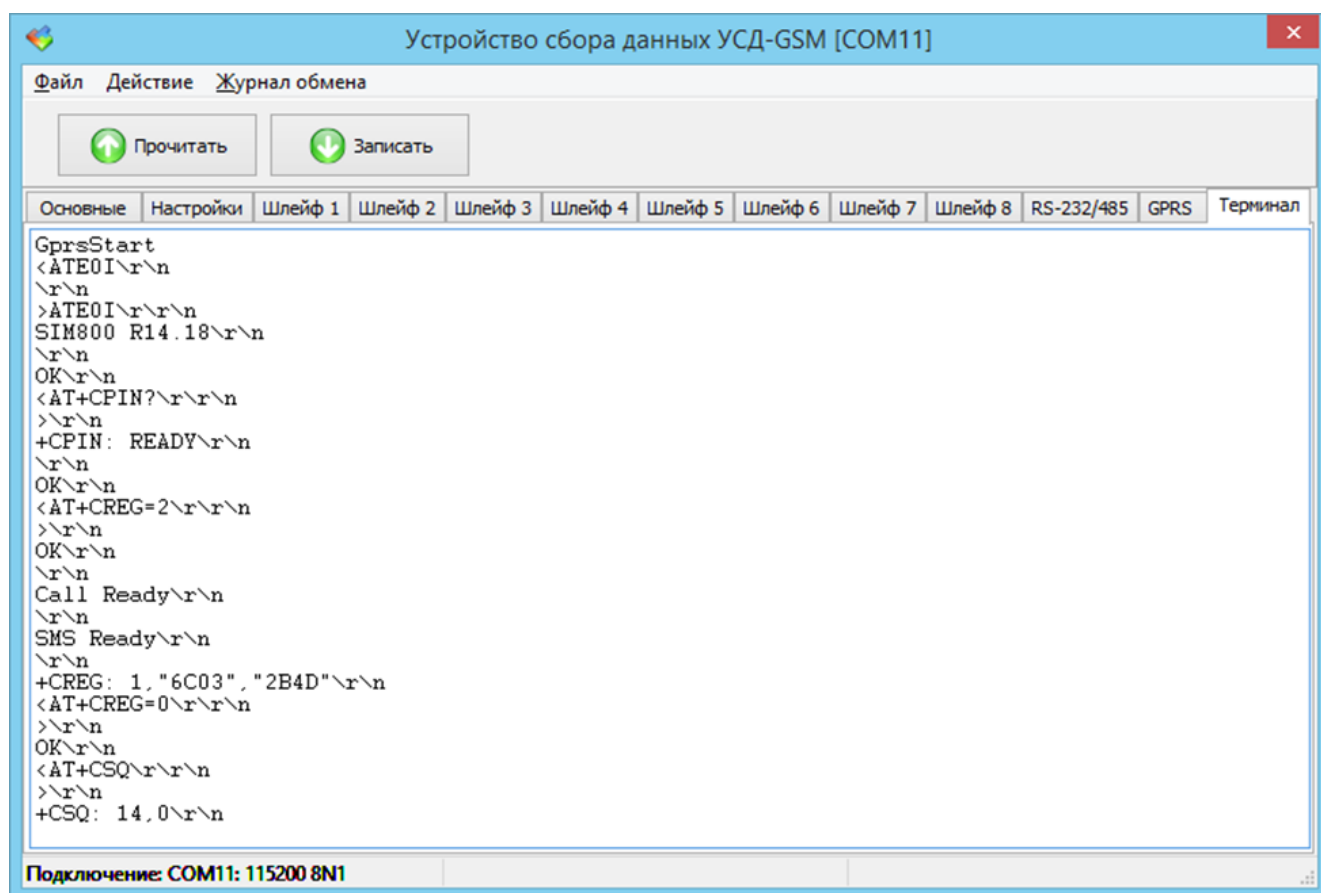 Устройство сбора данных УСД-GSM [COM11]
Файл Действие Журнал обмена
Прочитать Записать
Основные Настройки Шлейф 1 Шлейф 2 Шлейф 3 Шлейф 4 Шлейф 5 Шлейф 6 Шлейф 7 Шлейф 8 RS-232/485 GPRS Терминал
GprsStart
<ATE0I\r\n
\r\n
>ATE0I\r\r\n
SIM800 R14.18\r\n
\r\n
OK\r\n
<AT+CPIN?\r\r\n
>\r\n
+CPIN: READY\r\n
\r\n
OK\r\n
<AT+CREG=2\r\r\n
>\r\n
OK\r\n
\r\n
Call Ready\r\n
\r\n
SMS Ready\r\n
\r\n
+CREG: 1,"6C03","2B4D"\r\n
<AT+CREG=0\r\r\n
>\r\n
OK\r\n
<AT+CSQ\r\r\n
>\r\n
+CSQ: 14,0\r\n
Подключение: COM11: 115200 8N1